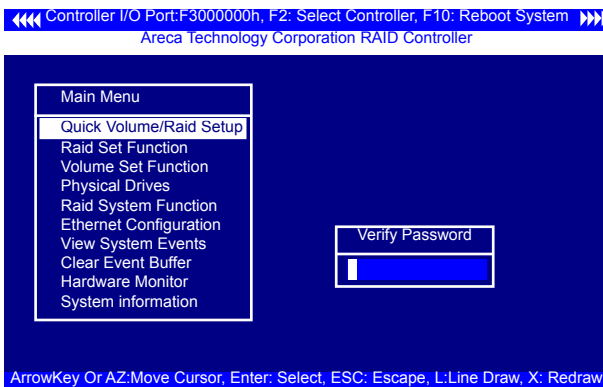 Controller I/O Port:F3000000h, F2: Select Controller, F10: Reboot System
Areca Technology Corporation RAID Controller
Main Menu
Quick Volume/Raid Setup
Raid Set Function
Volume Set Function
Physical Drives
Raid System Function
Ethernet Configuration
View System Events
Clear Event Buffer
Hardware Monitor
System information
Verify Password
ArrowKey Or AZ:Move Cursor, Enter: Select, ESC: Escape, L:Line Draw, X: Redraw